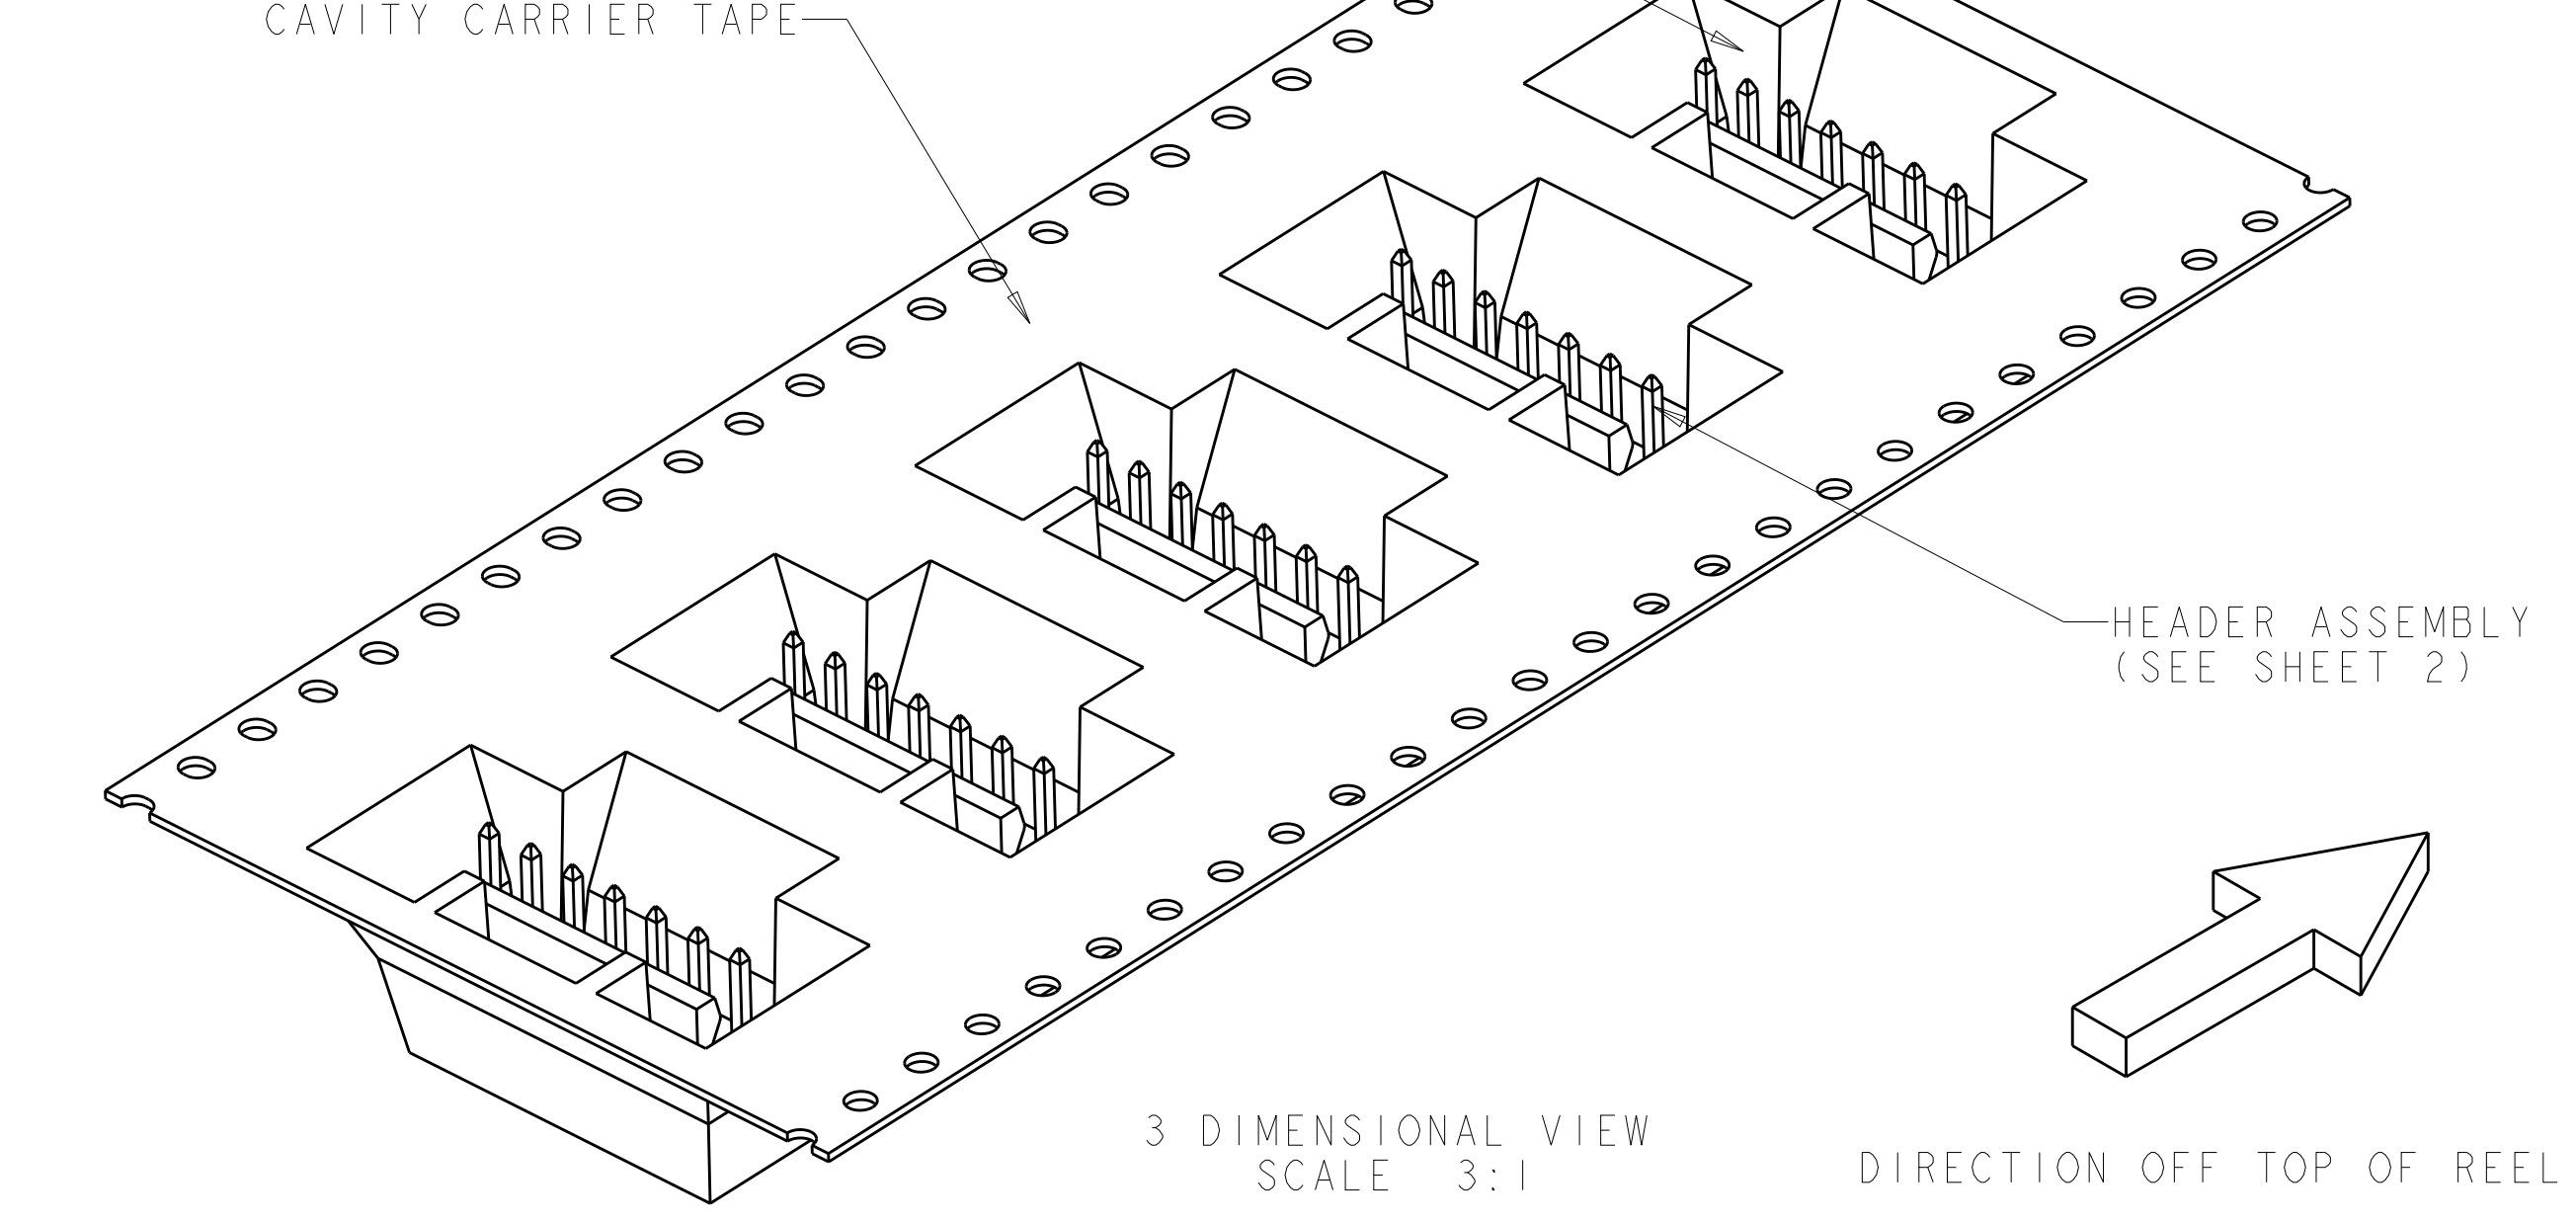 CAVITY CARRIER TAPE
HEADER ASSEMBLY
(SEE SHEET 2)
3 DIMENSIONAL VIEW
SCALE 3:1
DIRECTION OFF TOP OF REEL